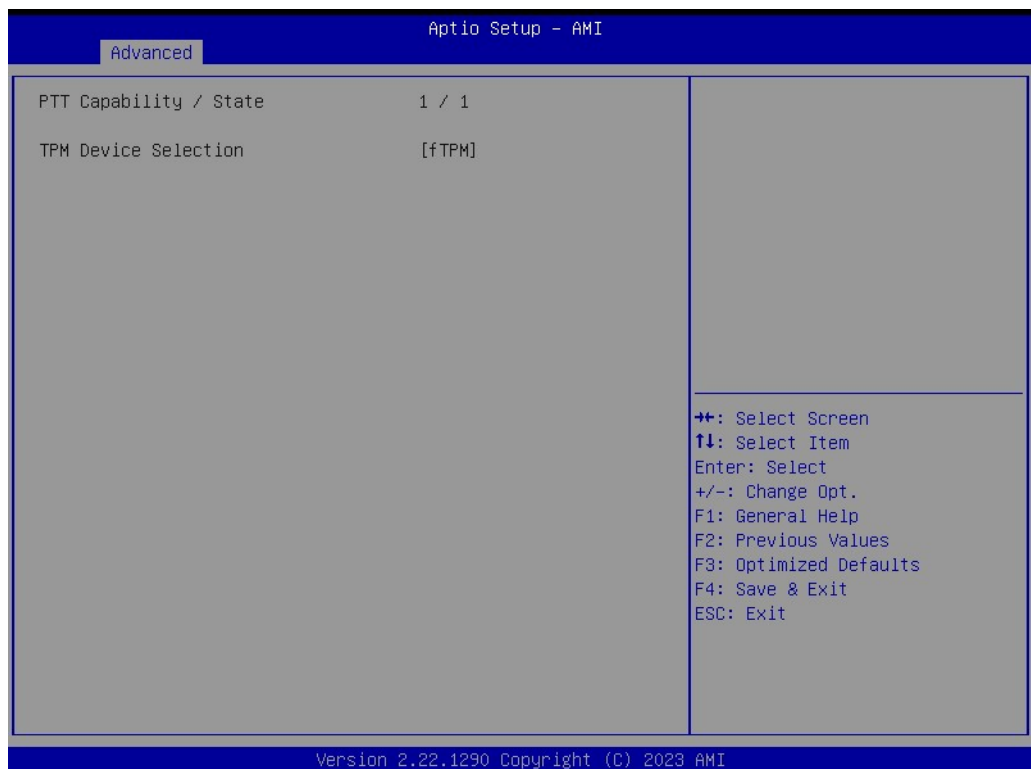 Aptio Setup – AMI
Advanced
PTT Capability / State 1 / 1
TPM Device Selection [fTPM]
→←: Select Screen
↑↓: Select Item
Enter: Select
+/-: Change Opt.
F1: General Help
F2: Previous Values
F3: Optimized Defaults
F4: Save & Exit
ESC: Exit
Version 2.22.1290 Copyright (C) 2023 AMI